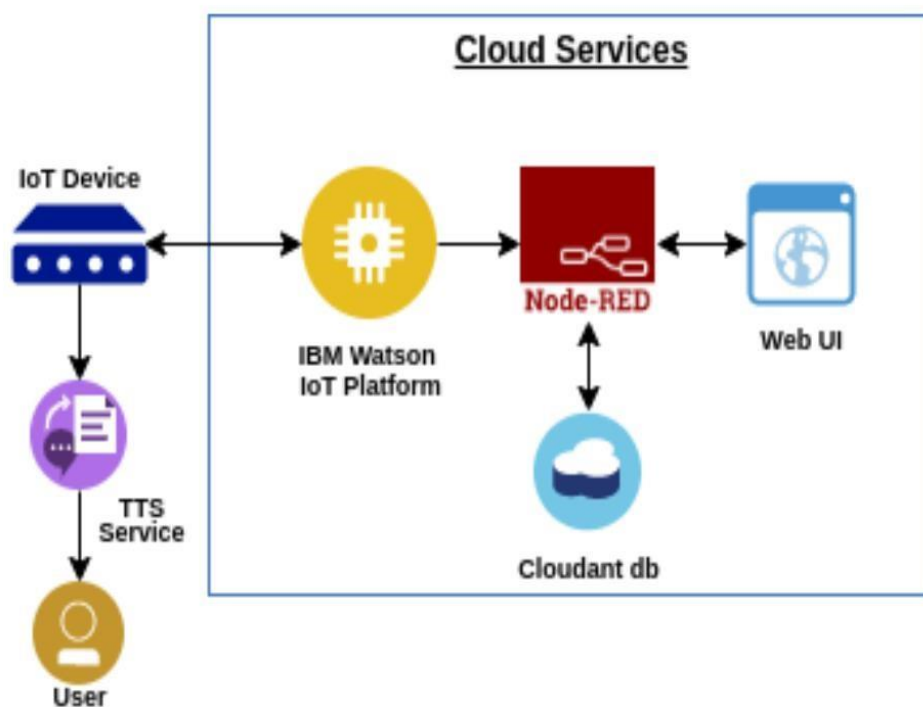 Cloud Services
IoT Device
Node-RED
IBM Watson
IoT Platform
Web UI
TTS
Service
Cloudant db
User